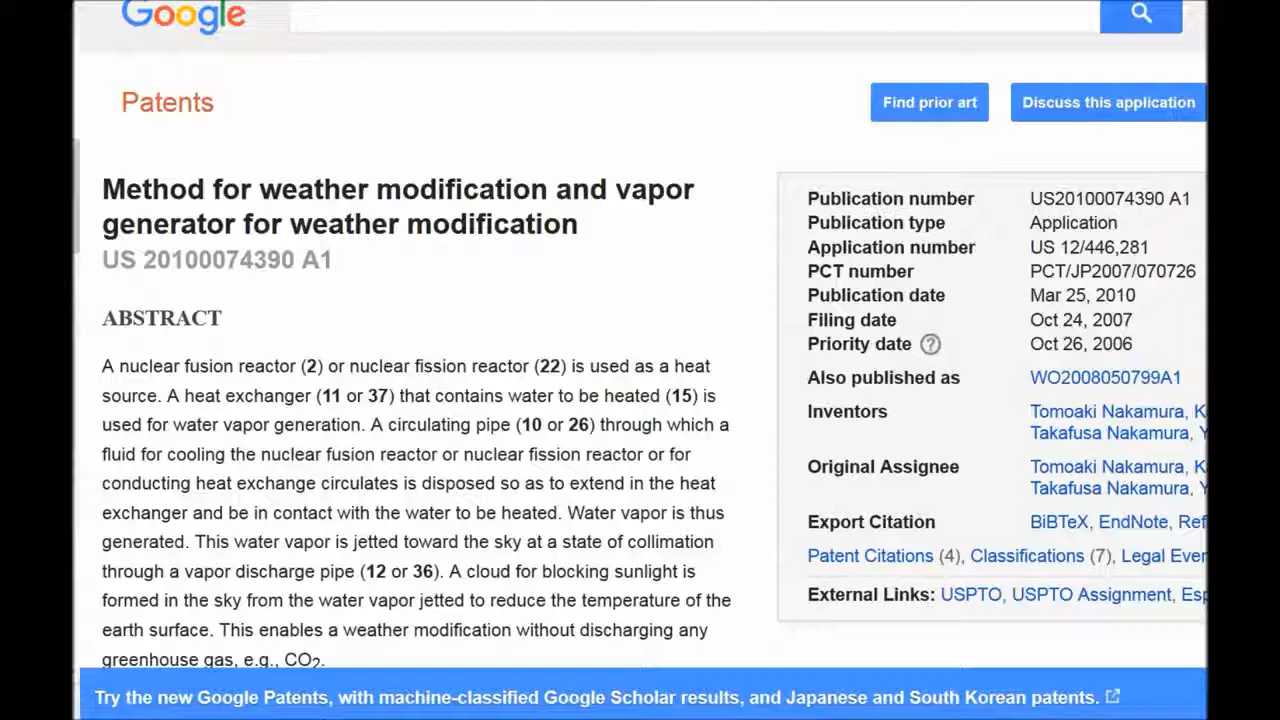 Google
Patents
Find prior art
Discuss this application
Method for weather modification and vapor
generator for weather modification
US 20100074390 A1
ABSTRACT
A nuclear fusion reactor (2) or nuclear fission reactor (22) is used as a heat
source. A heat exchanger (11 or 37) that contains water to be heated (15) is
used for water vapor generation. A circulating pipe (10 or 26) through which a
fluid for cooling the nuclear fusion reactor or nuclear fission reactor or for
conducting heat exchange circulates is disposed so as to extend in the heat
exchanger and be in contact with the water to be heated. Water vapor is thus
generated. This water vapor is jetted toward the sky at a state of collimation
through a vapor discharge pipe (12 or 36). A cloud for blocking sunlight is
formed in the sky from the water vapor jetted to reduce the temperature of the
earth surface. This enables a weather modification without discharging any
greenhouse gas, e.g., CO2.
Publication number US20100074390 A1
Publication type Application
Application number US 12/446,281
PCT number PCT/JP2007/070726
Publication date Mar 25, 2010
Filing date Oct 24, 2007
Priority date ? Oct 26, 2006
Also published as WO2008050799A1
Inventors Tomoaki Nakamura, K
Takafusa Nakamura, Y
Original Assignee Tomoaki Nakamura, K
Takafusa Nakamura, Y
Export Citation BiBTeX, EndNote, Ref
Patent Citations (4), Classifications (7), Legal Ever
External Links: USPTO, USPTO Assignment, Esp
Try the new Google Patents, with machine-classified Google Scholar results, and Japanese and South Korean patents.